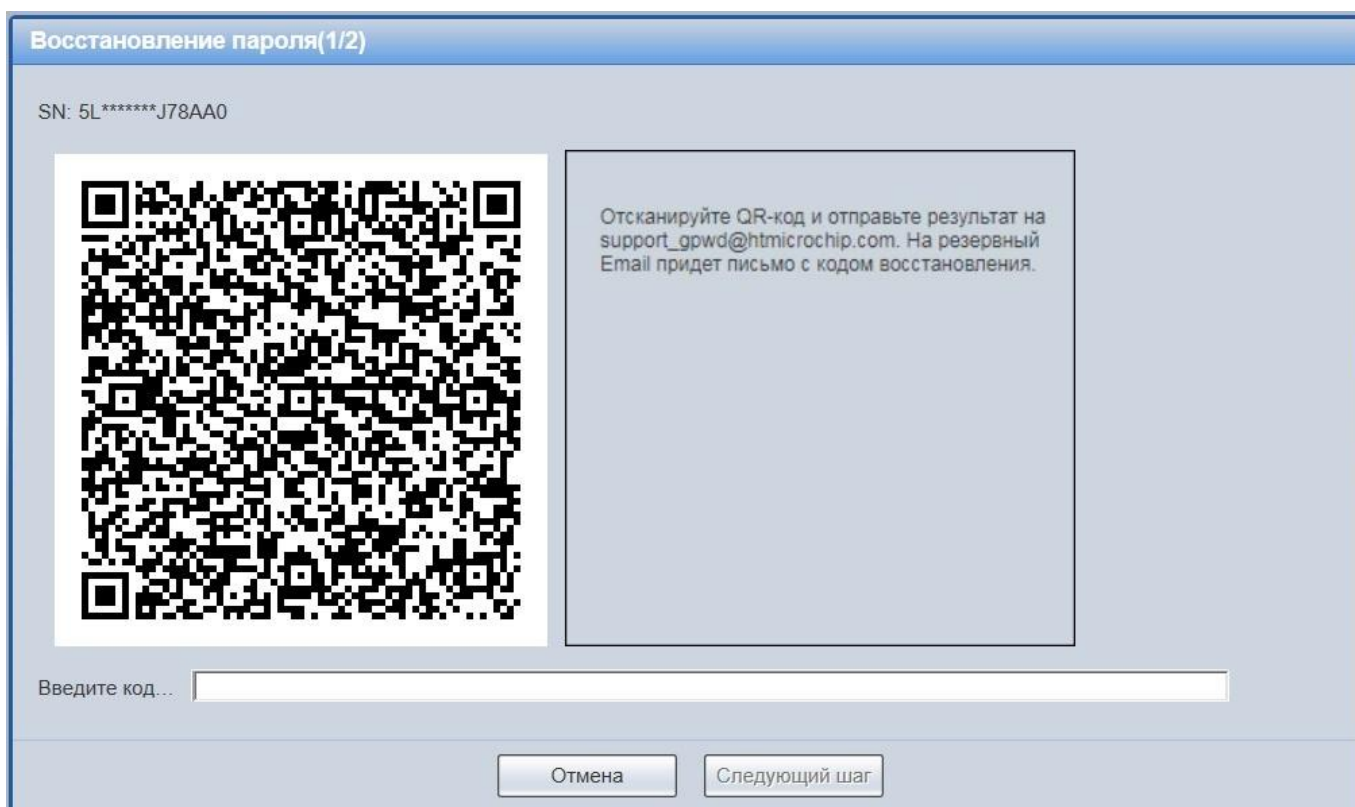 Восстановление пароля(1/2)
SN: 5L*******J78AA0
Отсканируйте QR-код и отправьте результат на
support_gpwd@htmicrochip.com. На резервный
Email придет письмо с кодом восстановления.
Введите код...
Отмена
Следующий шаг